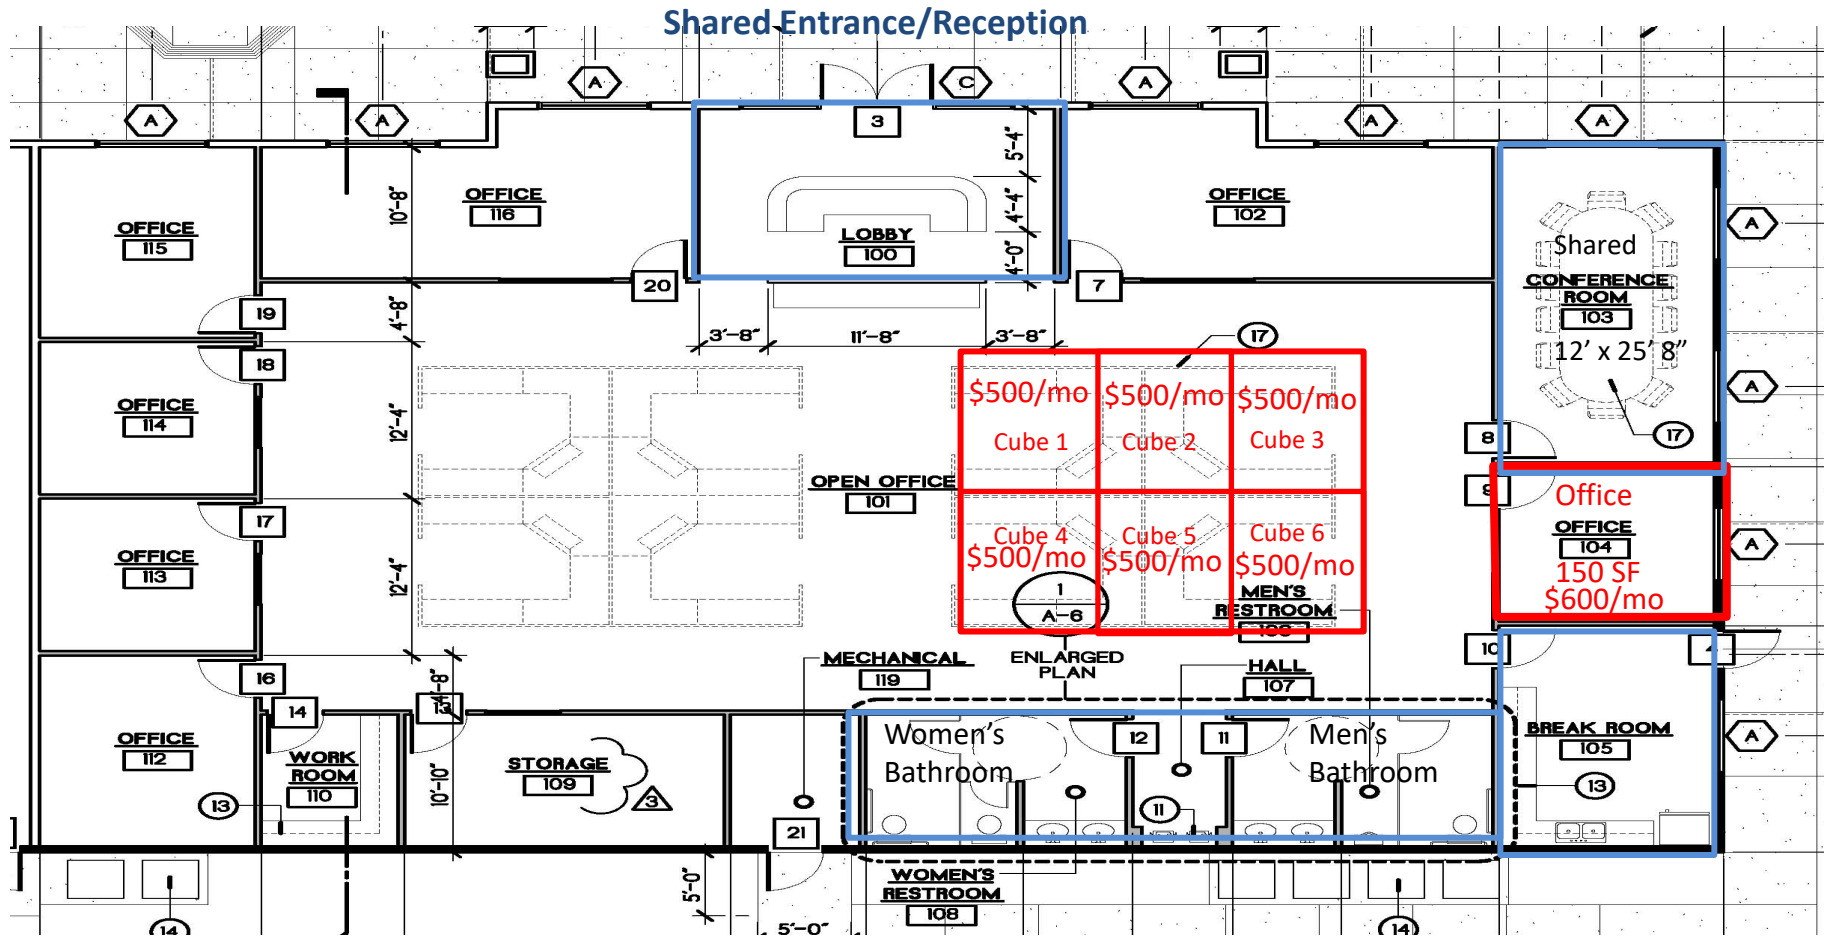 Shared Entrance/Reception
A
C
A
A
A
3
A
A
5'-4"
10'-8"
OFFICE
116
OFFICE
102
4'-4"
OFFICE
115
LOBBY
100
A
Shared
4'-0"
CONFERENCE
ROOM
103
20
7
19
4'-8"
3'-8"
11'-8"
3'-8"
17
12' x 25' 8"
18
$500/mo
$500/mo
$500/mo
A
OFFICE
114
12'-4"
Cube 1
Cube 2
Cube 3
8
17
OPEN OFFICE
101
9
Office
17
Cube 4
Cube 5
Cube 6
OFFICE
104
A
OFFICE
113
$500/mo
$500/mo
$500/mo
150 SF
$600/mo
12'-4"
1
A-6
MEN'S
RESTROOM
106
MECHANICAL
119
ENLARGED
PLAN
HALL
107
10
4
16
4'-8"
14
13
OFFICE
112
WORK
ROOM
110
STORAGE
109
Women's
Bathroom
12
11
Men's
Bathroom
BREAK ROOM
105
A
10'-10"
13
3
11
13
21
5'-0"
WOMEN'S
RESTROOM
108
14
5'-0"
14